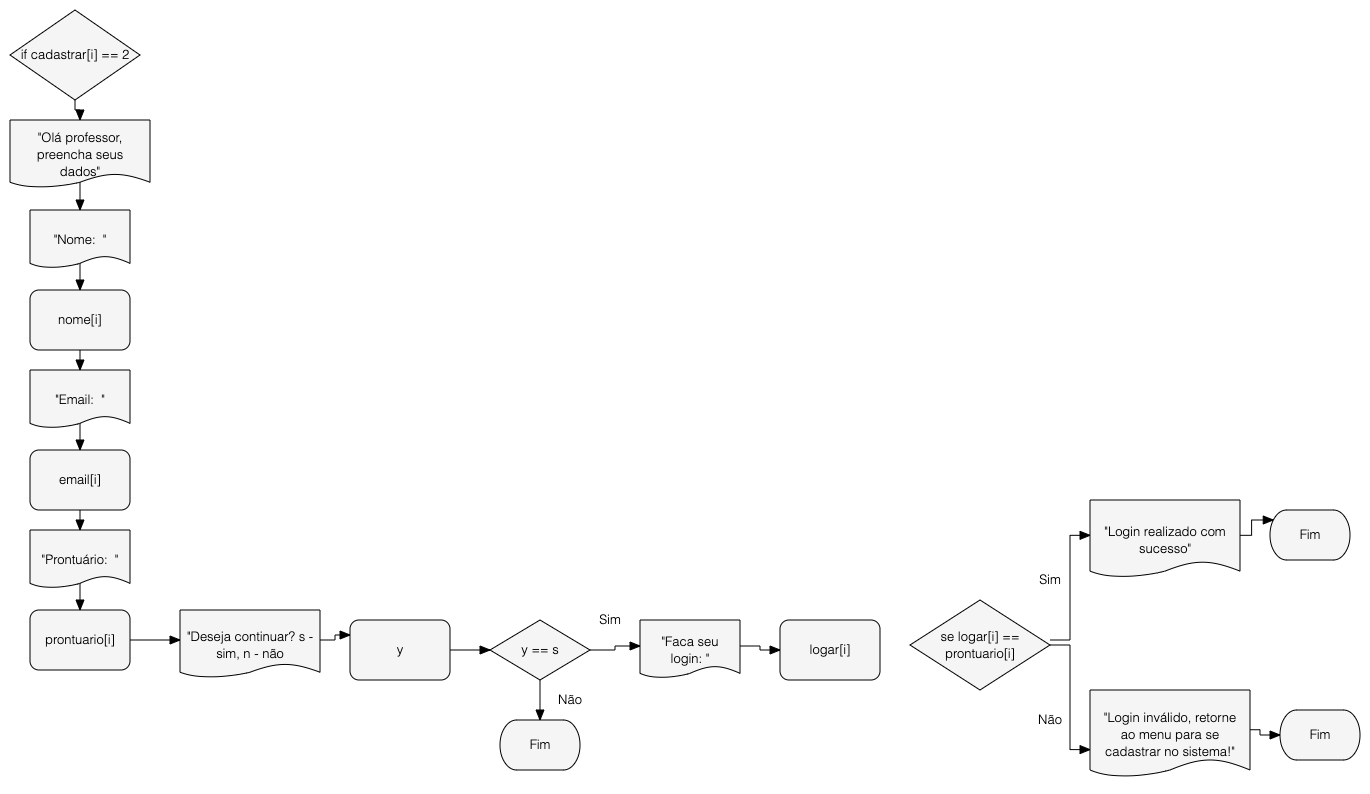 if cadastrar[i] == 2
"Olá professor,
preencha seus
dados"
"Nome:  "
nome[i]
"Email:  "
email[i]
"Prontuário:  "
prontuario[i]
"Deseja continuar? s -
sim, n - não
y
y == s
Sim
Não
Fim
"Faca seu
login: "
logar[i]
se logar[i] ==
prontuario[i]
Sim
"Login realizado com
sucesso"
Fim
Não
"Login inválido, retorne
ao menu para se
cadastrar no sistema!"
Fim